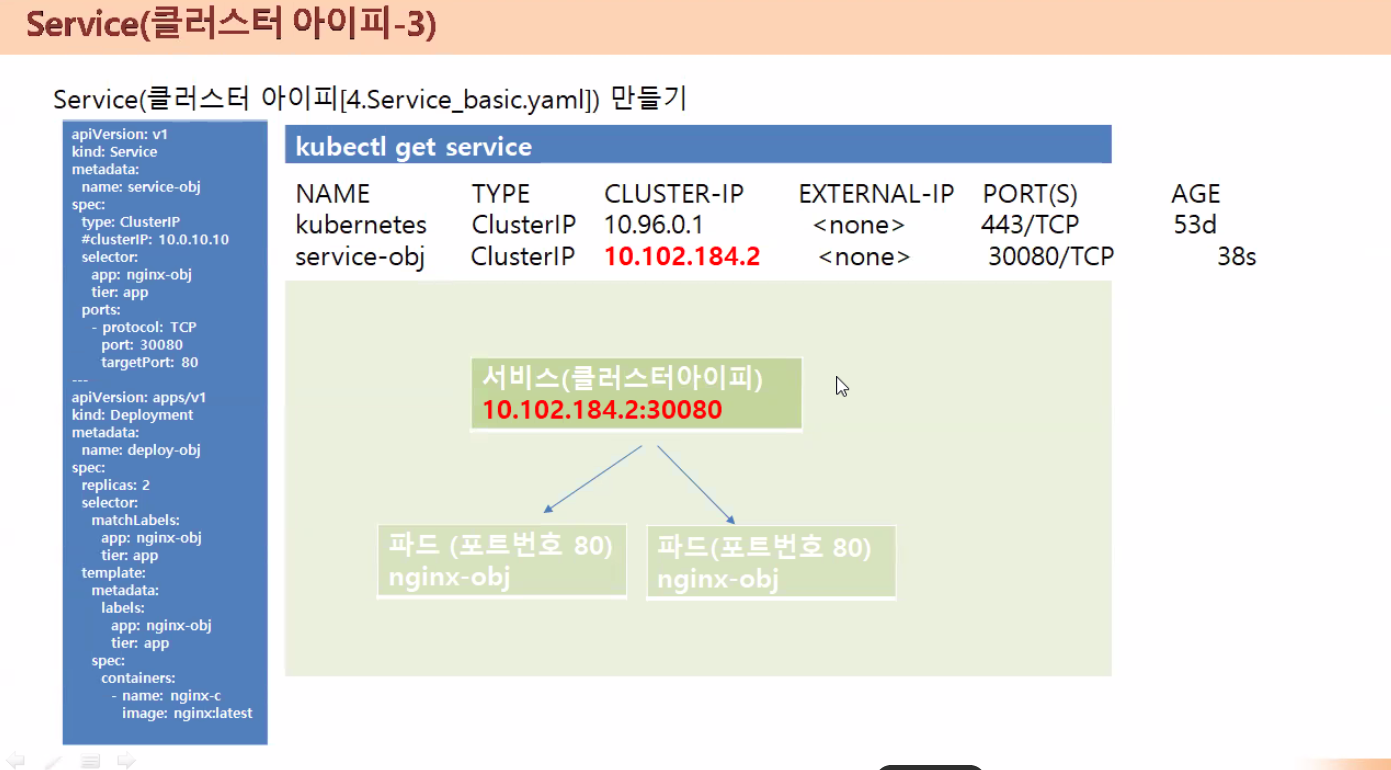 Service(클러스터 아이피-3)
Service(클러스터 아이피[4.Service_basic.yaml]) 만들기
apiVersion: v1
kind: Service
metadata:
name: service-obj
spec:
type: ClusterIP
#clusterIP: 10.0.10.10
selector:
app: nginx-obj
tier: app
ports:
- protocol: TCP
port: 30080
targetPort: 80
---
apiVersion: apps/v1
kind: Deployment
metadata:
name: deploy-obj
spec:
replicas: 2
selector:
matchLabels:
app: nginx-obj
tier: app
template:
metadata:
labels:
app: nginx-obj
tier: app
spec:
containers:
- name: nginx-c
image: nginx:latest
kubectl get service
NAME TYPE CLUSTER-IP EXTERNAL-IP PORT(S) AGE
kubernetes ClusterIP 10.96.0.1 <none> 443/TCP 53d
service-obj ClusterIP 10.102.184.2 <none> 30080/TCP 38s
서비스(클러스터아이피)
10.102.184.2:30080
파드 (포트번호 80)
nginx-obj
파드(포트번호 80)
nginx-obj